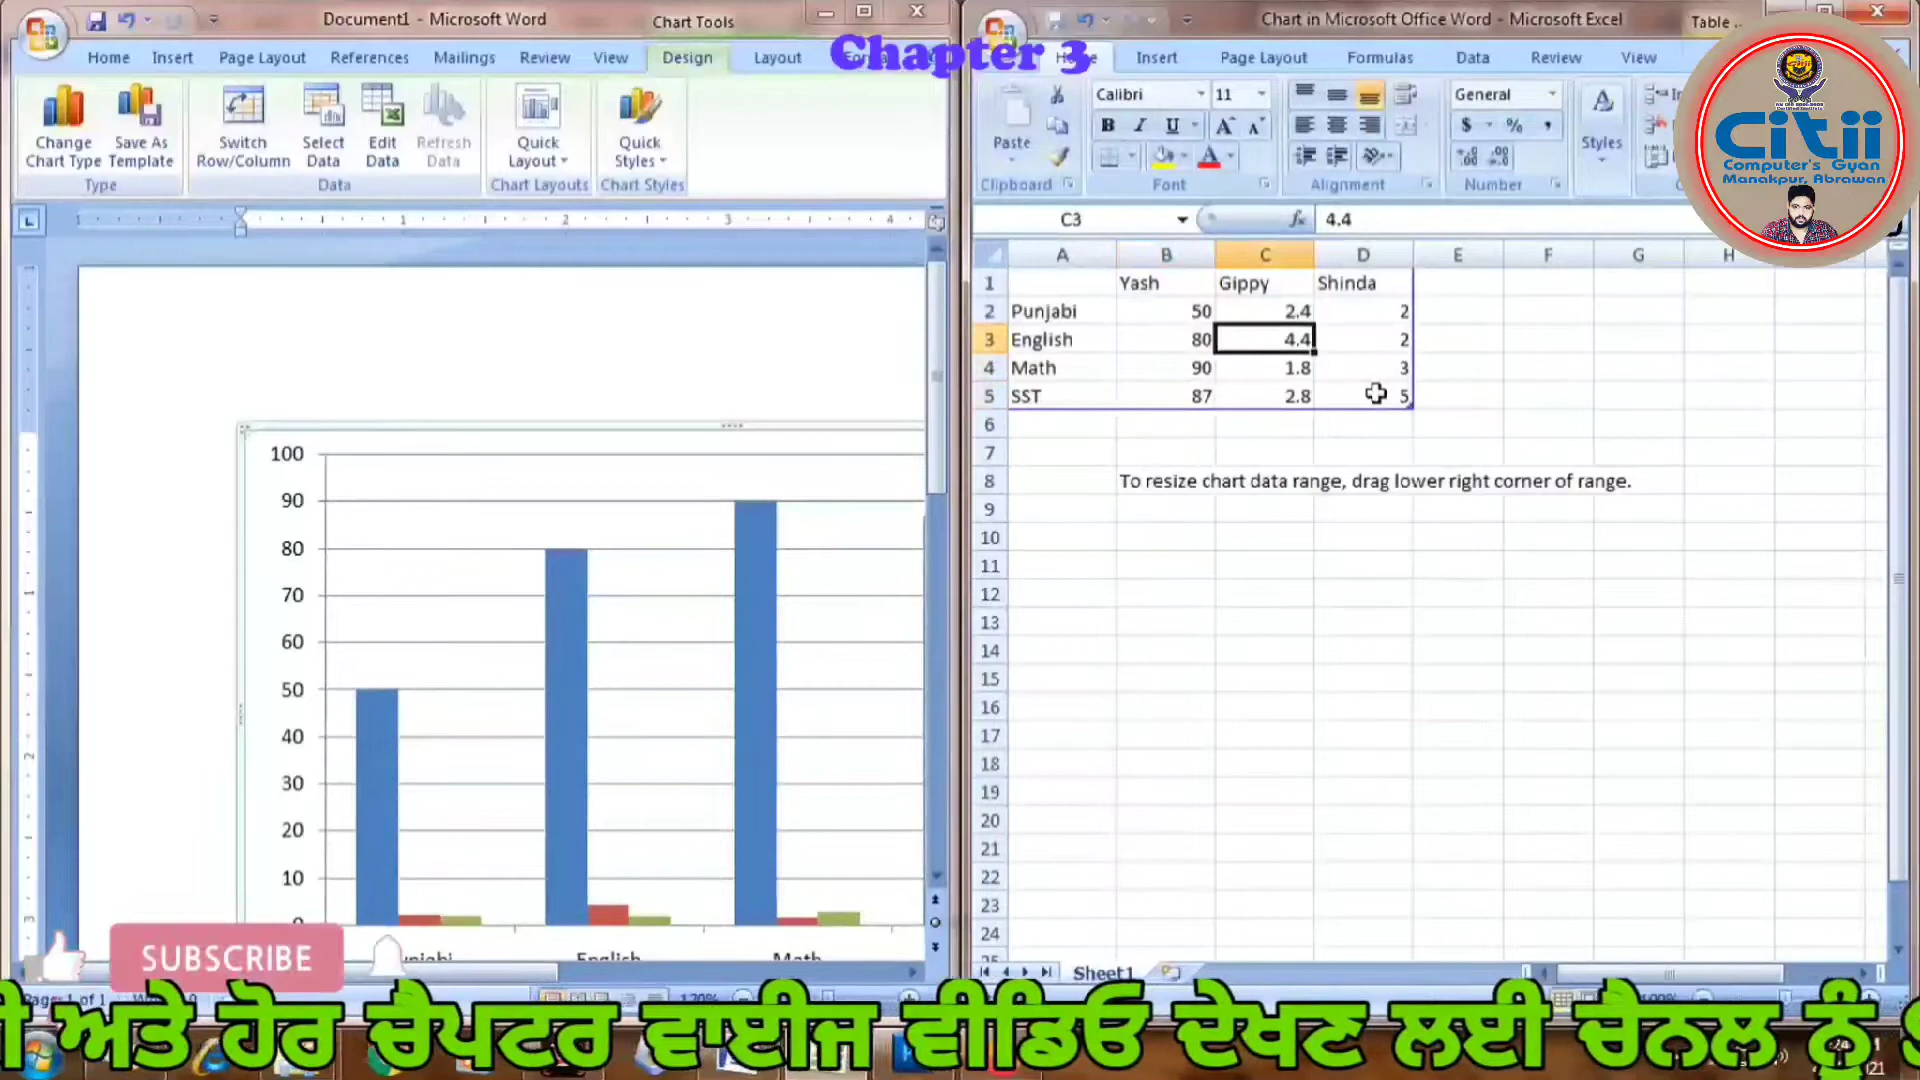 Document1 - Microsoft Word
Chart Tools
Chart in Microsoft Office Word - Microsoft Excel
Table ..
Chapter 3
Home Insert Page Layout References Mailings Review View Design Layout
Insert Page Layout Formulas Data Review View
Change Chart Type
Save As Template
Switch Row/Column
Select Data
Edit Data
Refresh Data
Quick Layout
Quick Styles
Type
Data
Chart Layouts
Chart Styles
Paste
Calibri
11
General
B I U
$ % ,
Styles
Clipboard
Font
Alignment
Number
Citii
Computer's Gyan
Manakpur, Abrawan
C3
fx
4.4
1 2 3 4
A B C D E F G H
1 Yash Gippy Shinda
2 Punjabi 50 2.4 2
3 English 80 4.4 2
4 Math 90 1.8 3
5 SST 87 2.8 5
6
7
8 To resize chart data range, drag lower right corner of range.
9
10
11
12
13
14
15
16
17
18
19
20
21
22
23
24
100
90
80
70
60
50
40
30
20
10
English
Math
SUBSCRIBE
Sheet1
ਅਤੇ ਹੋਰ ਚੈਪਟਰ ਵਾਈਜ ਵੀਡਿਓ ਦੇਖਣ ਲਈ ਚੈਨਲ ਨੂੰ